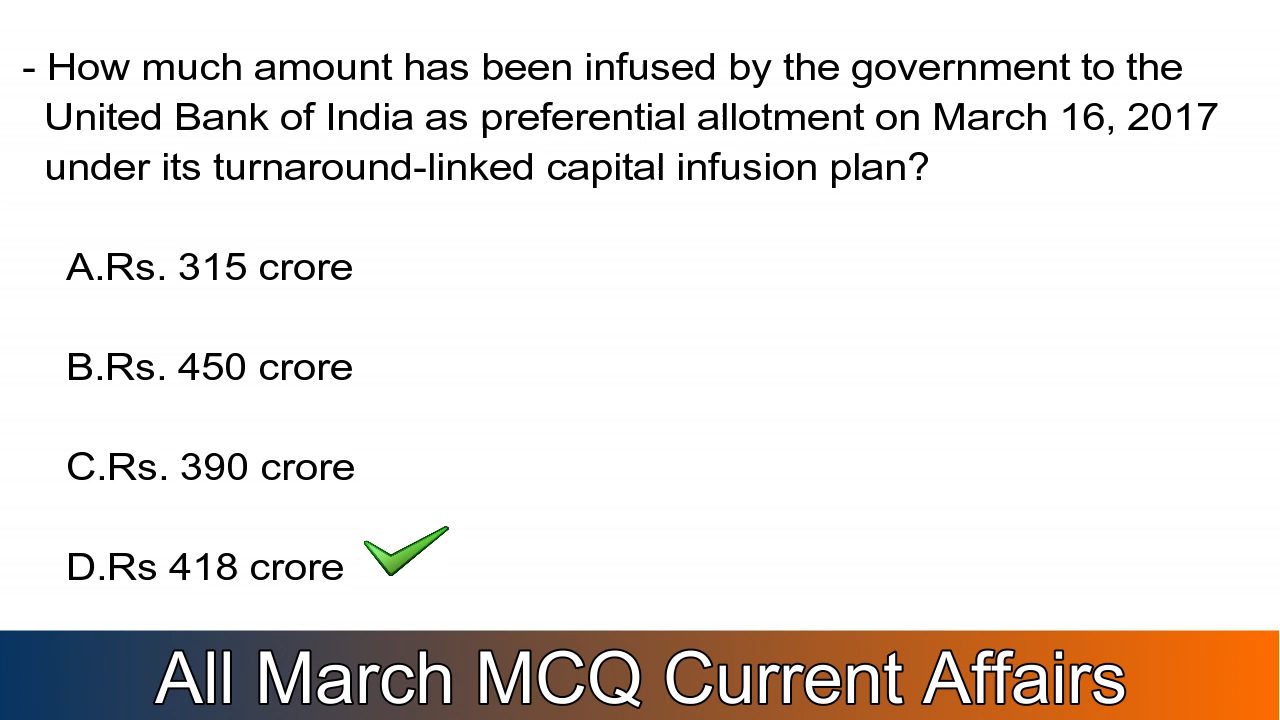 - How much amount has been infused by the government to the
United Bank of India as preferential allotment on March 16, 2017
under its turnaround-linked capital infusion plan?
A.Rs. 315 crore
B.Rs. 450 crore
C.Rs. 390 crore
D.Rs 418 crore
All March MCQ Current Affairs